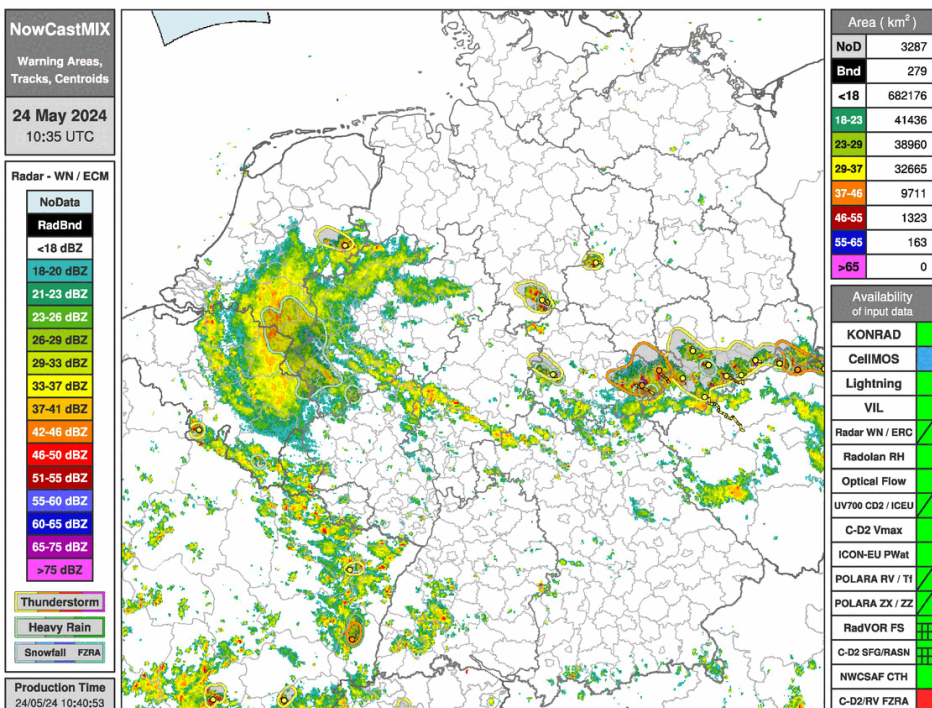 NowCastMIX
Warning Areas,
Tracks, Centroids
24 May 2024
10:35 UTC
Radar - WN / ECM
NoData
RadBnd
<18 dBZ
18-20 dBZ
21-23 dBZ
23-26 dBZ
26-29 dBZ
29-33 dBZ
33-37 dBZ
37-41 dBZ
42-46 dBZ
46-50 dBZ
51-55 dBZ
55-60 dBZ
60-65 dBZ
65-75 dBZ
>75 dBZ
Thunderstorm
Heavy Rain
Snowfall FZRA
Production Time
24/05/24 10:40:53
Area ( km² )
NoD 3287
Bnd 279
<18 682176
18-23 41436
23-29 38960
29-37 32665
37-46 9711
46-55 1323
55-65 163
>65 0
Availability
of input data
KONRAD
CellMOS
Lightning
VIL
Radar WN / ERC
Radolan RH
Optical Flow
UV700 CD2 / ICEU
C-D2 Vmax
ICON-EU PWat
POLARA RV / Tf
POLARA ZX / ZZ
RadVOR FS
C-D2 SFG/RASN
NWCSAF CTH
C-D2/RV FZRA